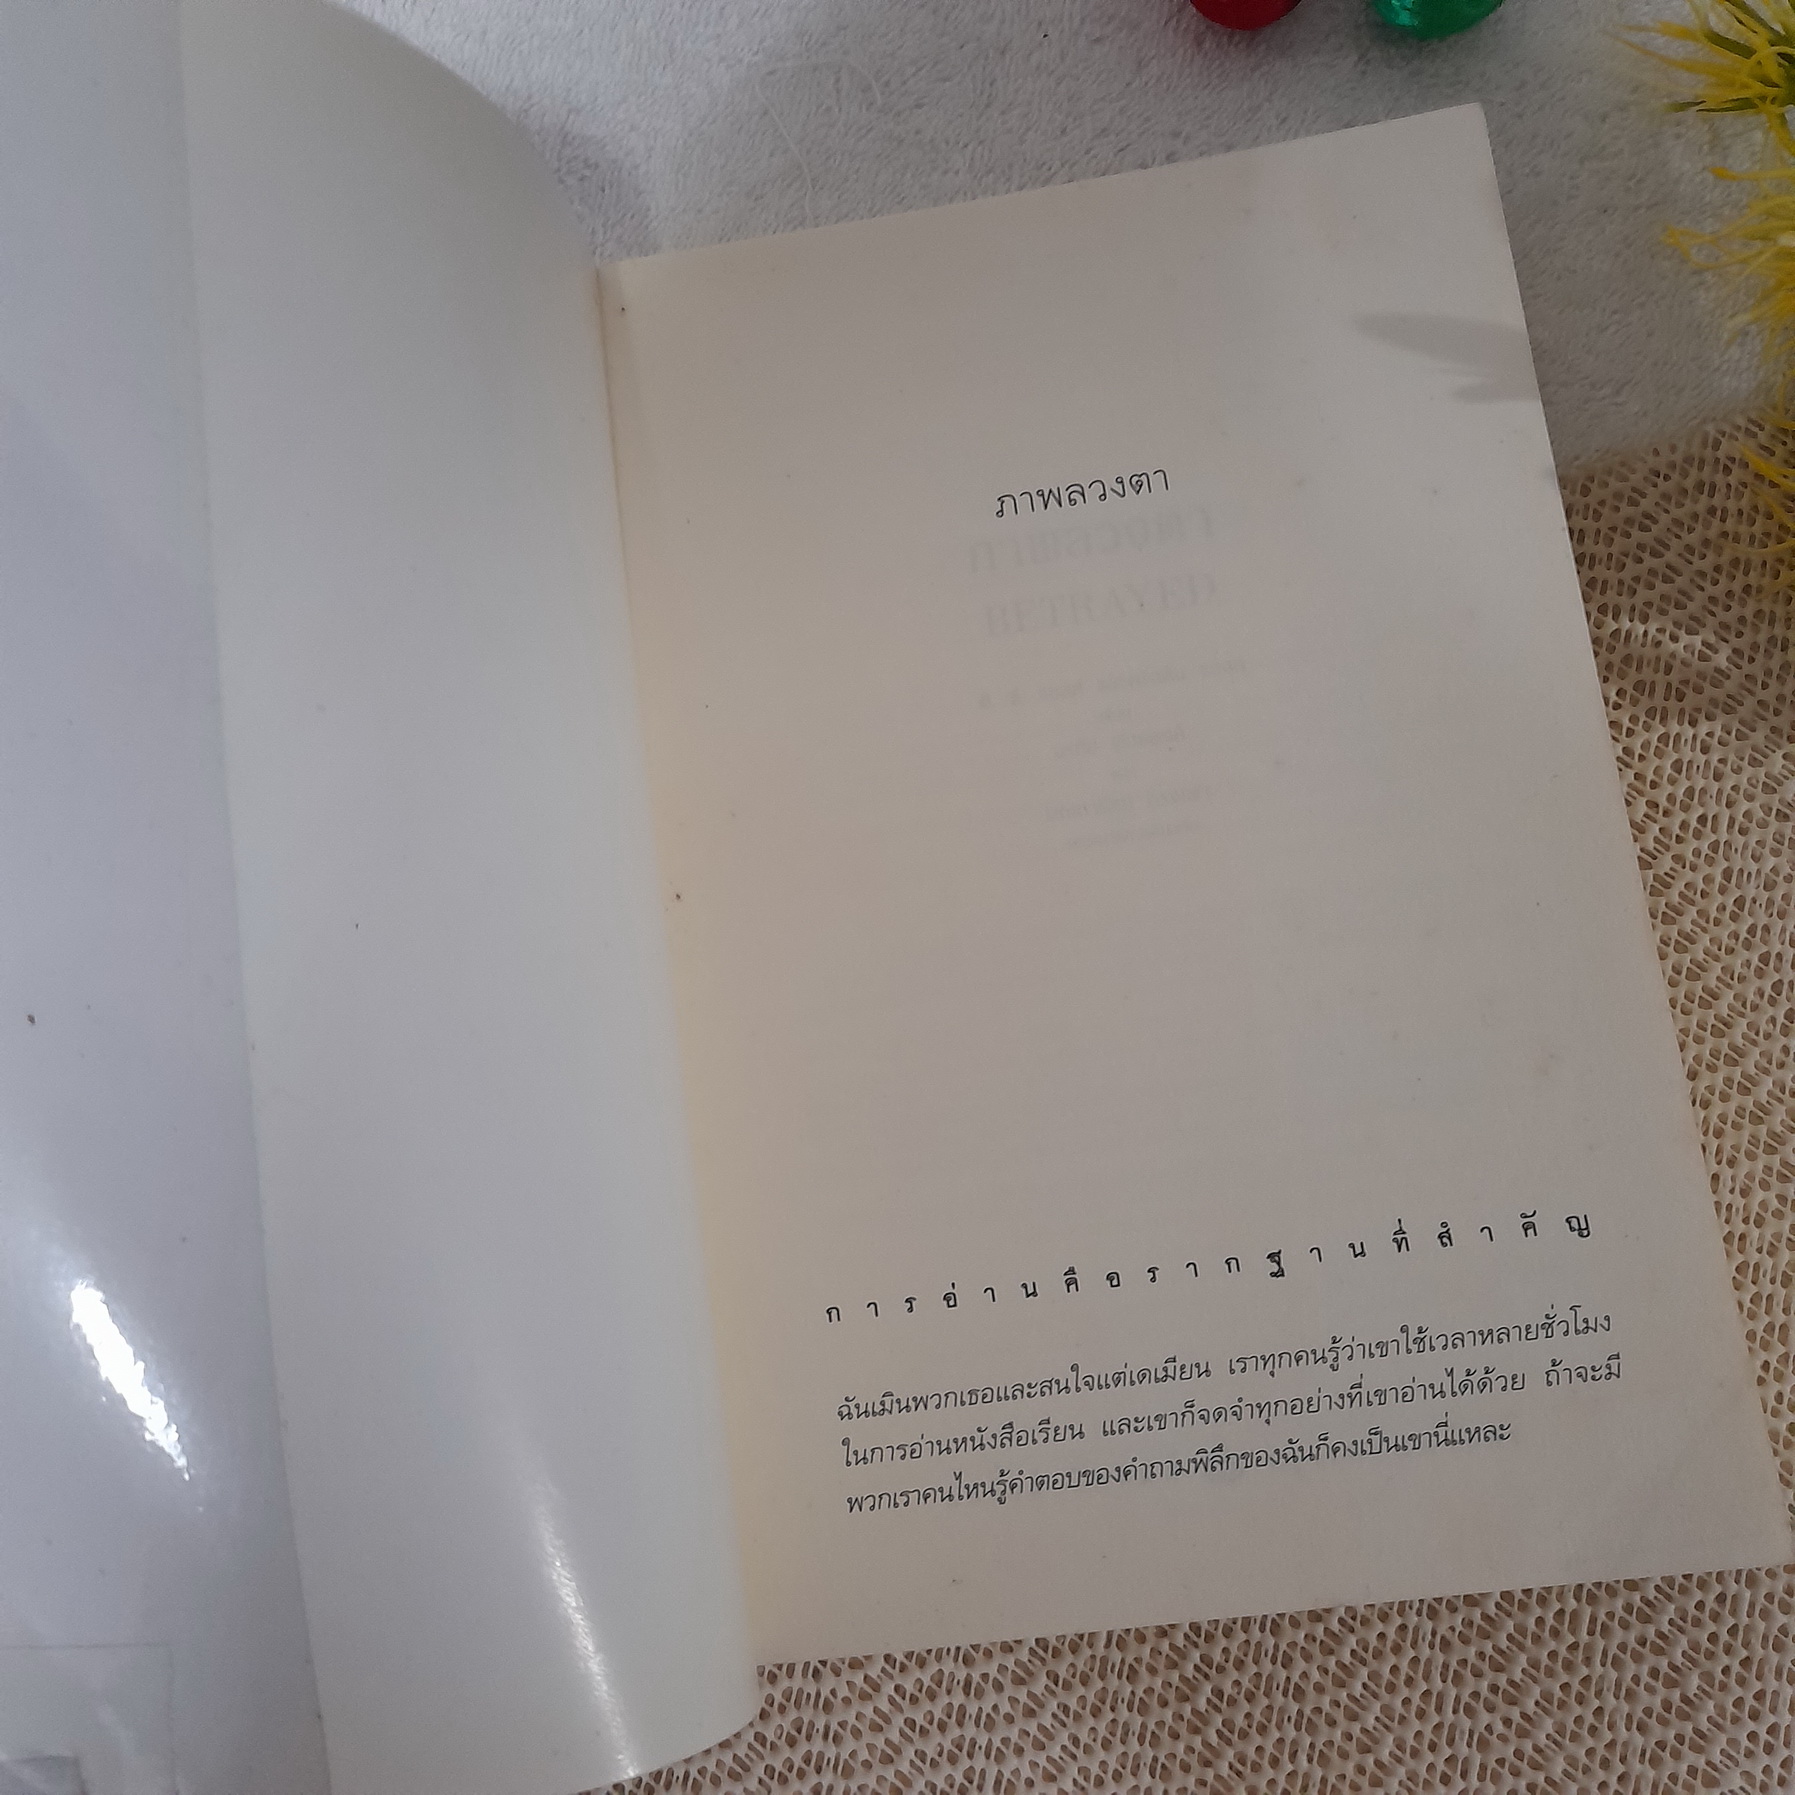 ภาพลวงตา
การอ่านคือรากฐานที่สำคัญ
ฉันเมินพวกเธอและสนใจแต่เดเมียน เราทุกคนรู้ว่าเขาใช้เวลาหลายชั่วโมง
ในการอ่านหนังสือเรียน และเขาก็จดจำทุกอย่างที่เขาอ่านได้ด้วย ถ้าจะมี
พวกเราคนไหนรู้คำตอบของคำถามพิลึกของฉันก็คงเป็นเขานี่แหละ